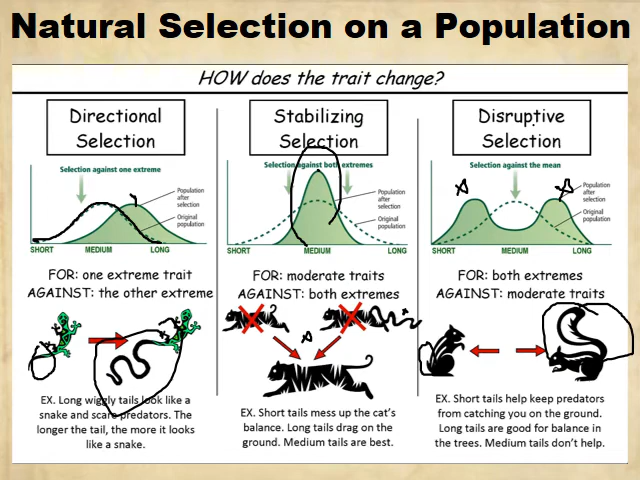 Natural Selection on a Population
HOW does the trait change?
Directional
Selection
Selection against one extreme
Population
after
selection
Original
population
SHORT MEDIUM LONG
FOR: one extreme trait
AGAINST: the other extreme
EX. Long wiggly tails look like a
snake and scare predators. The
longer the tail, the more it looks
like a snake.
Stabilizing
Selection
Selection against both extremes
Population
after
selection
Original
population
SHORT MEDIUM LONG
FOR: moderate traits
AGAINST: both extremes
EX. Short tails mess up the cat's
balance. Long tails drag on the
ground. Medium tails are best.
Disruptive
Selection
Selection against the mean
Population
after
selection
Original
population
SHORT MEDIUM LONG
FOR: both extremes
AGAINST: moderate traits
EX. Short tails help keep predators
from catching you on the ground.
Long tails are good for balance in
the trees. Medium tails don't help.